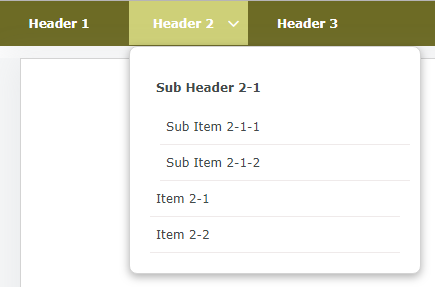 Header 1 Header 2 Header 3
Sub Header 2-1
Sub Item 2-1-1
Sub Item 2-1-2
Item 2-1
Item 2-2